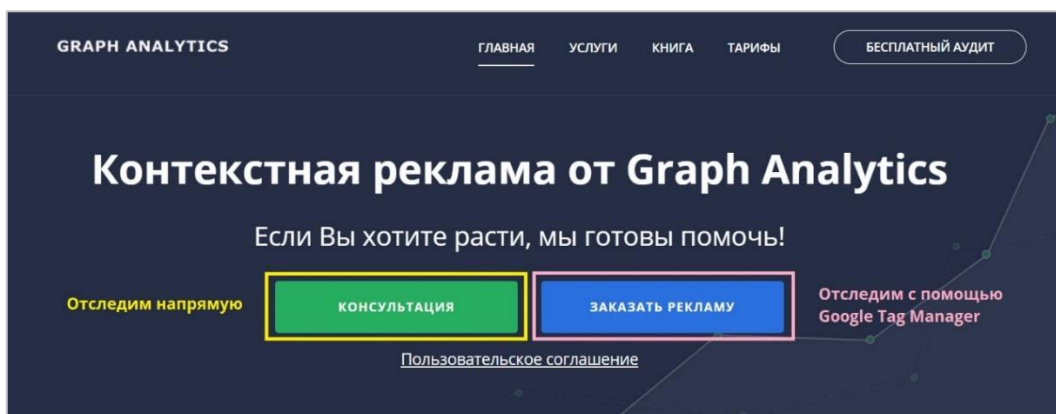 GRAPH ANALYTICS
ГЛАВНАЯ УСЛУГИ КНИГА ТАРИФЫ БЕСПЛАТНЫЙ АУДИТ
Контекстная реклама от Graph Analytics
Если Вы хотите расти, мы готовы помочь!
Отследим напрямую
КОНСУЛЬТАЦИЯ
ЗАКАЗАТЬ РЕКЛАМУ
Отследим с помощью
Google Tag Manager
Пользовательское соглашение